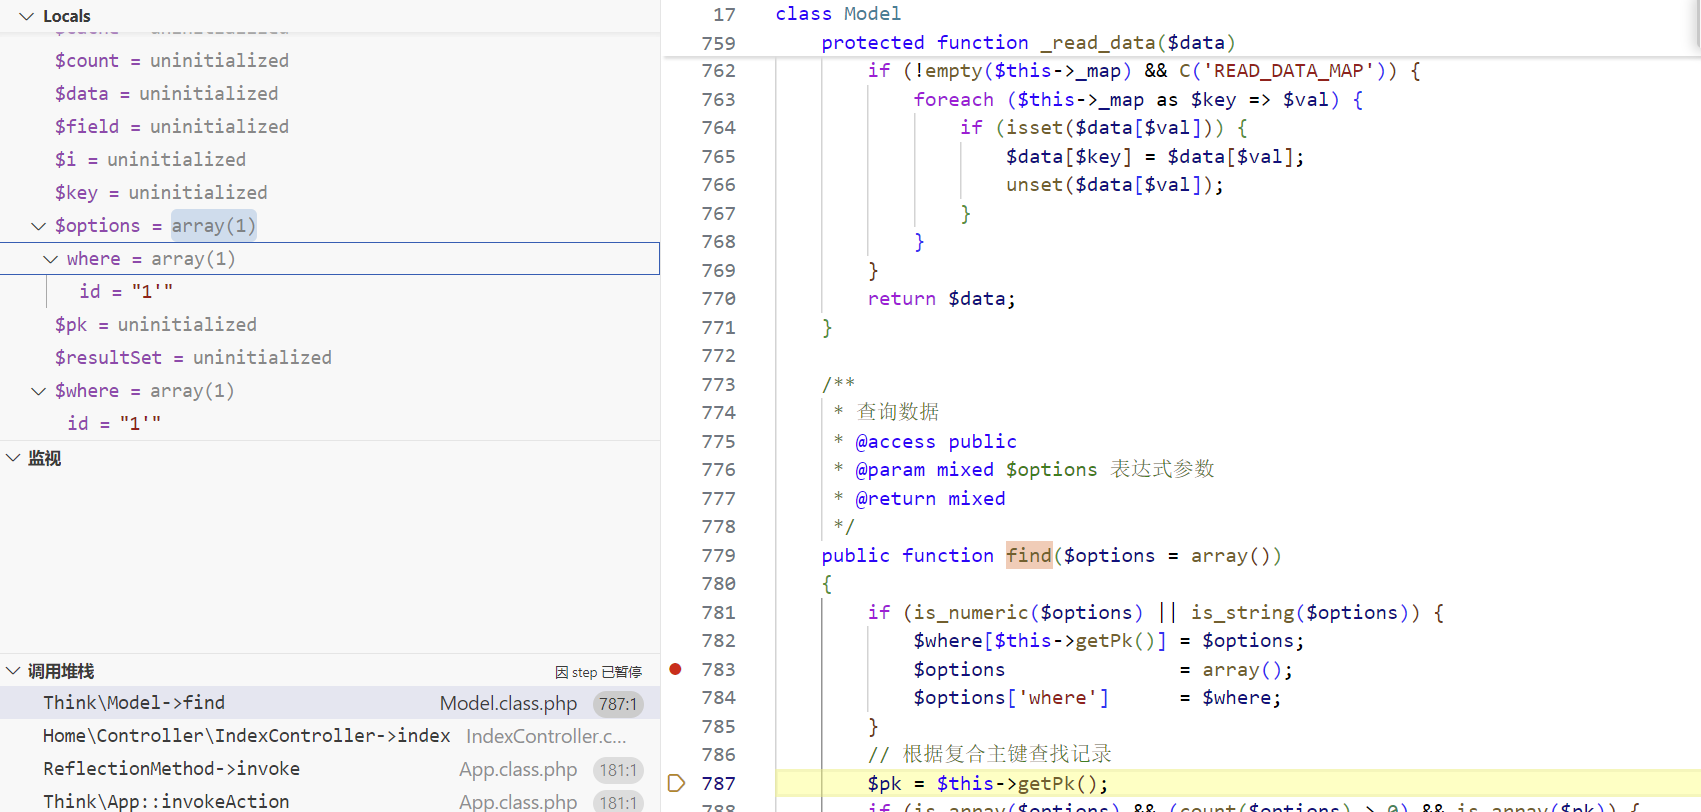 Locals
$count = uninitialized
$data = uninitialized
$field = uninitialized
$i = uninitialized
$key = uninitialized
$options = array(1)
where = array(1)
id = "1'"
$pk = uninitialized
$resultSet = uninitialized
$where = array(1)
id = "1'"
监视
调用堆栈 因 step 已暂停
Think\Model->find Model.class.php 787:1
Home\Controller\IndexController->index IndexController.c...
ReflectionMethod->invoke App.class.php 181:1
Think\App::invokeAction App.class.php 181:1
17 class Model
759 protected function _read_data($data)
762 if (!empty($this->_map) && C('READ_DATA_MAP')) {
763 foreach ($this->_map as $key => $val) {
764 if (isset($data[$val])) {
765 $data[$key] = $data[$val];
766 unset($data[$val]);
767 }
768 }
769 }
770 return $data;
771 }
772
773 /**
774 * 查询数据
775 * @access public
776 * @param mixed $options 表达式参数
777 * @return mixed
778 */
779 public function find($options = array())
780 {
781 if (is_numeric($options) || is_string($options)) {
782 $where[$this->getPk()] = $options;
783 $options = array();
784 $options['where'] = $where;
785 }
786 // 根据复合主键查找记录
787 $pk = $this->getPk();
788 if (is_array($options) && (count($options) > 0) && is_array($pk)) {